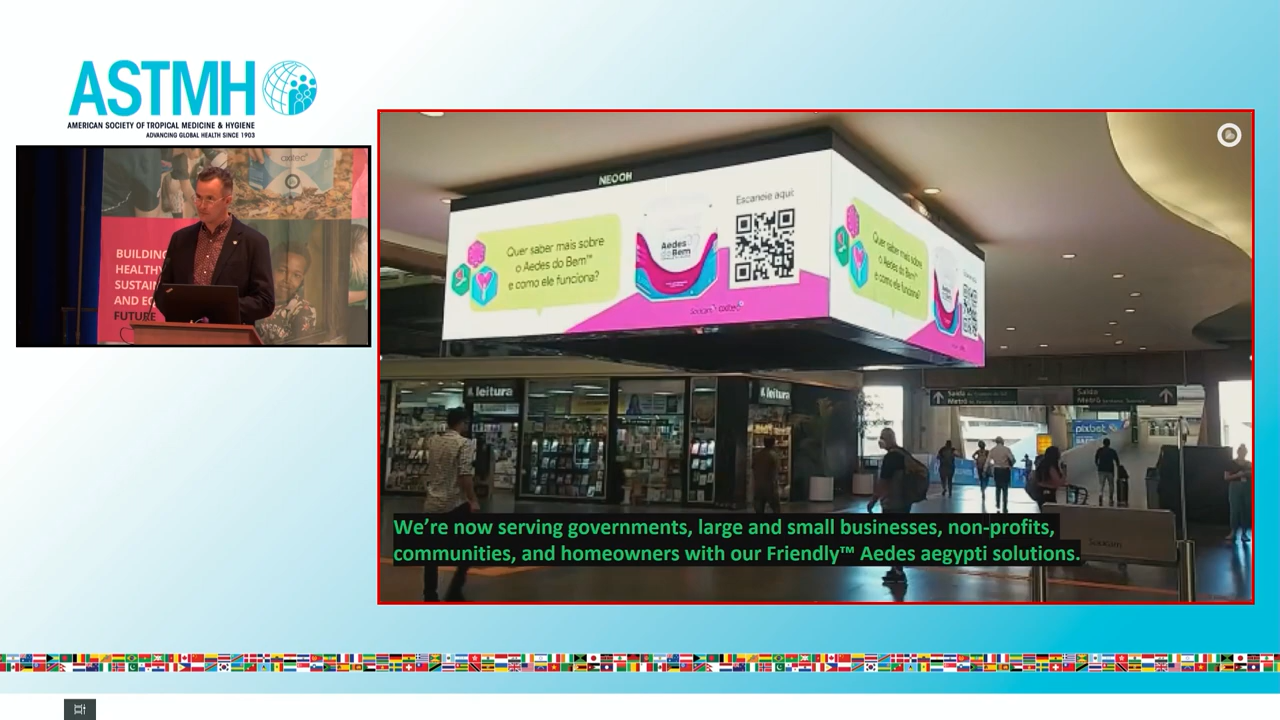 ASTMH
AMERICAN SOCIETY OF TROPICAL MEDICINE & HYGIENE
ADVANCING GLOBAL HEALTH SINCE 1903
oxitec
BUILDING
HEALTHY
SUSTAIN
AND EQ
FUTURE
NEOOH
Quer saber mais sobre
o Aedes do Bem™
e como ele funciona?
Aedes
do Bem
Escaneie aqui:
oxitec
Quer saber mais sobre
o Aedes do Bem™
e como ele funciona?
leitura
leitura
Saída
Metrô
Saída
Metrô
pixbet
We're now serving governments, large and small businesses, non-profits,
communities, and homeowners with our Friendly™ Aedes aegypti solutions.